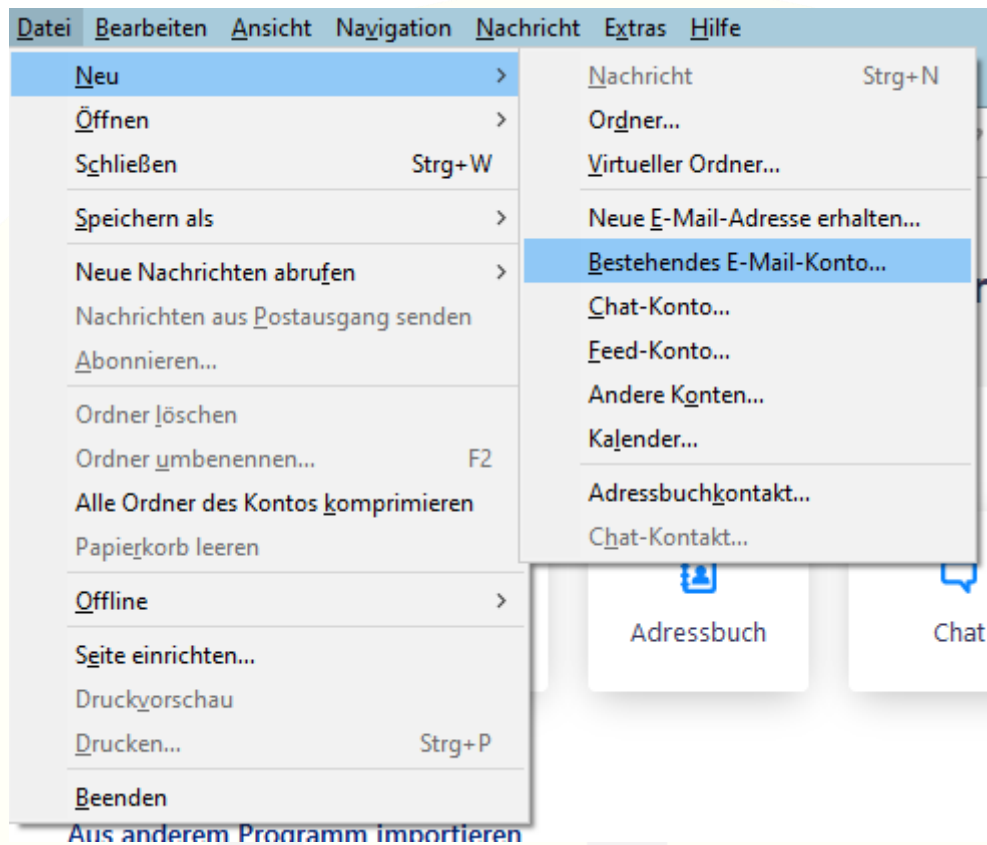 Datei Bearbeiten Ansicht Navigation Nachricht Extras Hilfe
Neu
Öffnen
Schließen Strg+W
Speichern als
Neue Nachrichten abrufen
Nachrichten aus Postausgang senden
Abonnieren...
Ordner löschen
Ordner umbenennen... F2
Alle Ordner des Kontos komprimieren
Papierkorb leeren
Offline
Seite einrichten...
Druckvorschau
Drucken... Strg+P
Beenden
Nachricht Strg+N
Ordner...
Virtueller Ordner...
Neue E-Mail-Adresse erhalten...
Bestehendes E-Mail-Konto...
Chat-Konto...
Feed-Konto...
Andere Konten...
Kalender...
Adressbuchkontakt...
Chat-Kontakt...
Adressbuch
Chat
Aus anderem Programm importieren